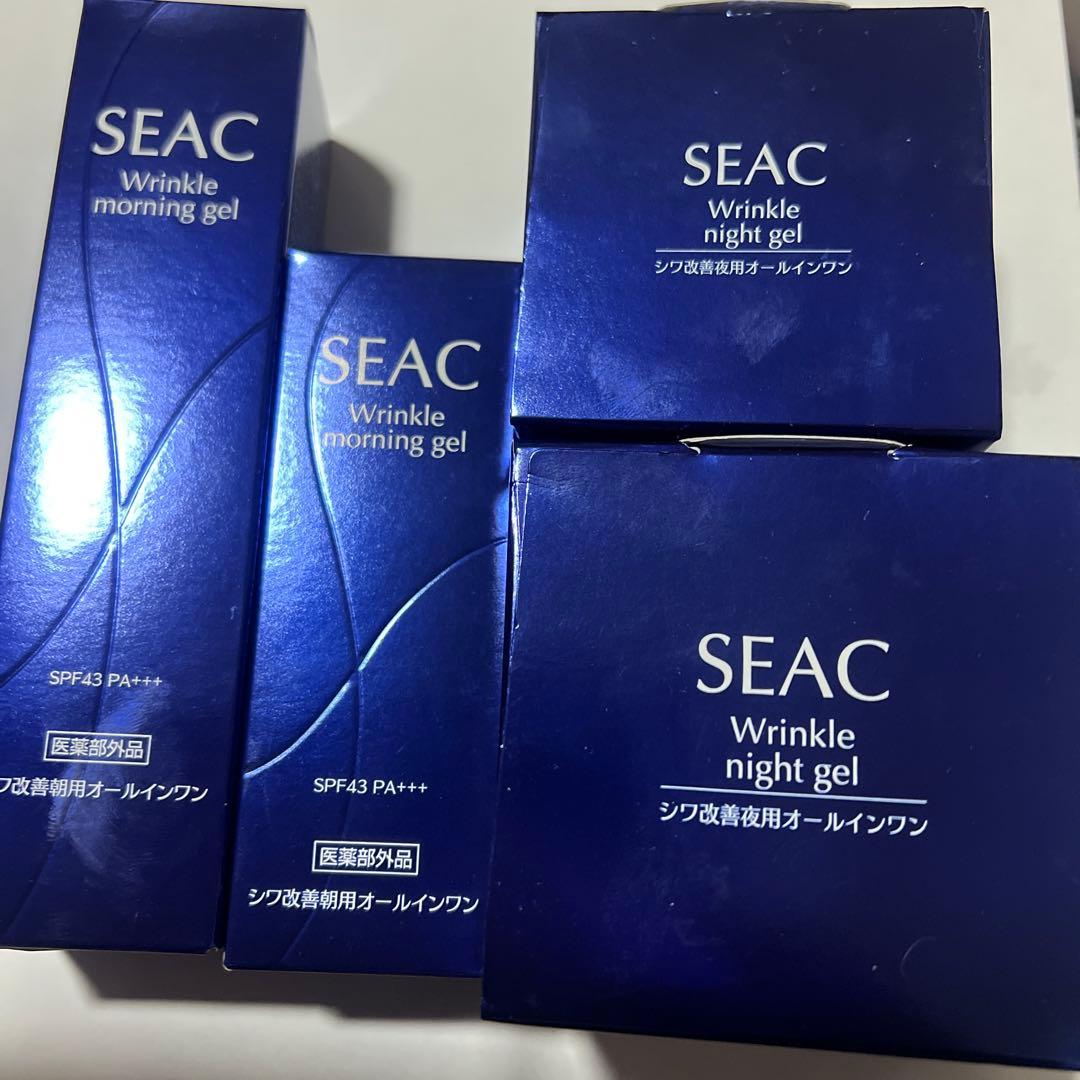 SEAC
Wrinkle
morning gel
SPF43 PA+++
医薬部外品
ワ改善朝用オールインワン
SEAC
Wrinkle
morning gel
SPF43 PA+++
医薬部外品
シワ改善朝用オールインワン
SEAC
Wrinkle
night gel
シワ改善夜用オールインワン
SEAC
Wrinkle
night gel
シワ改善夜用オールインワン